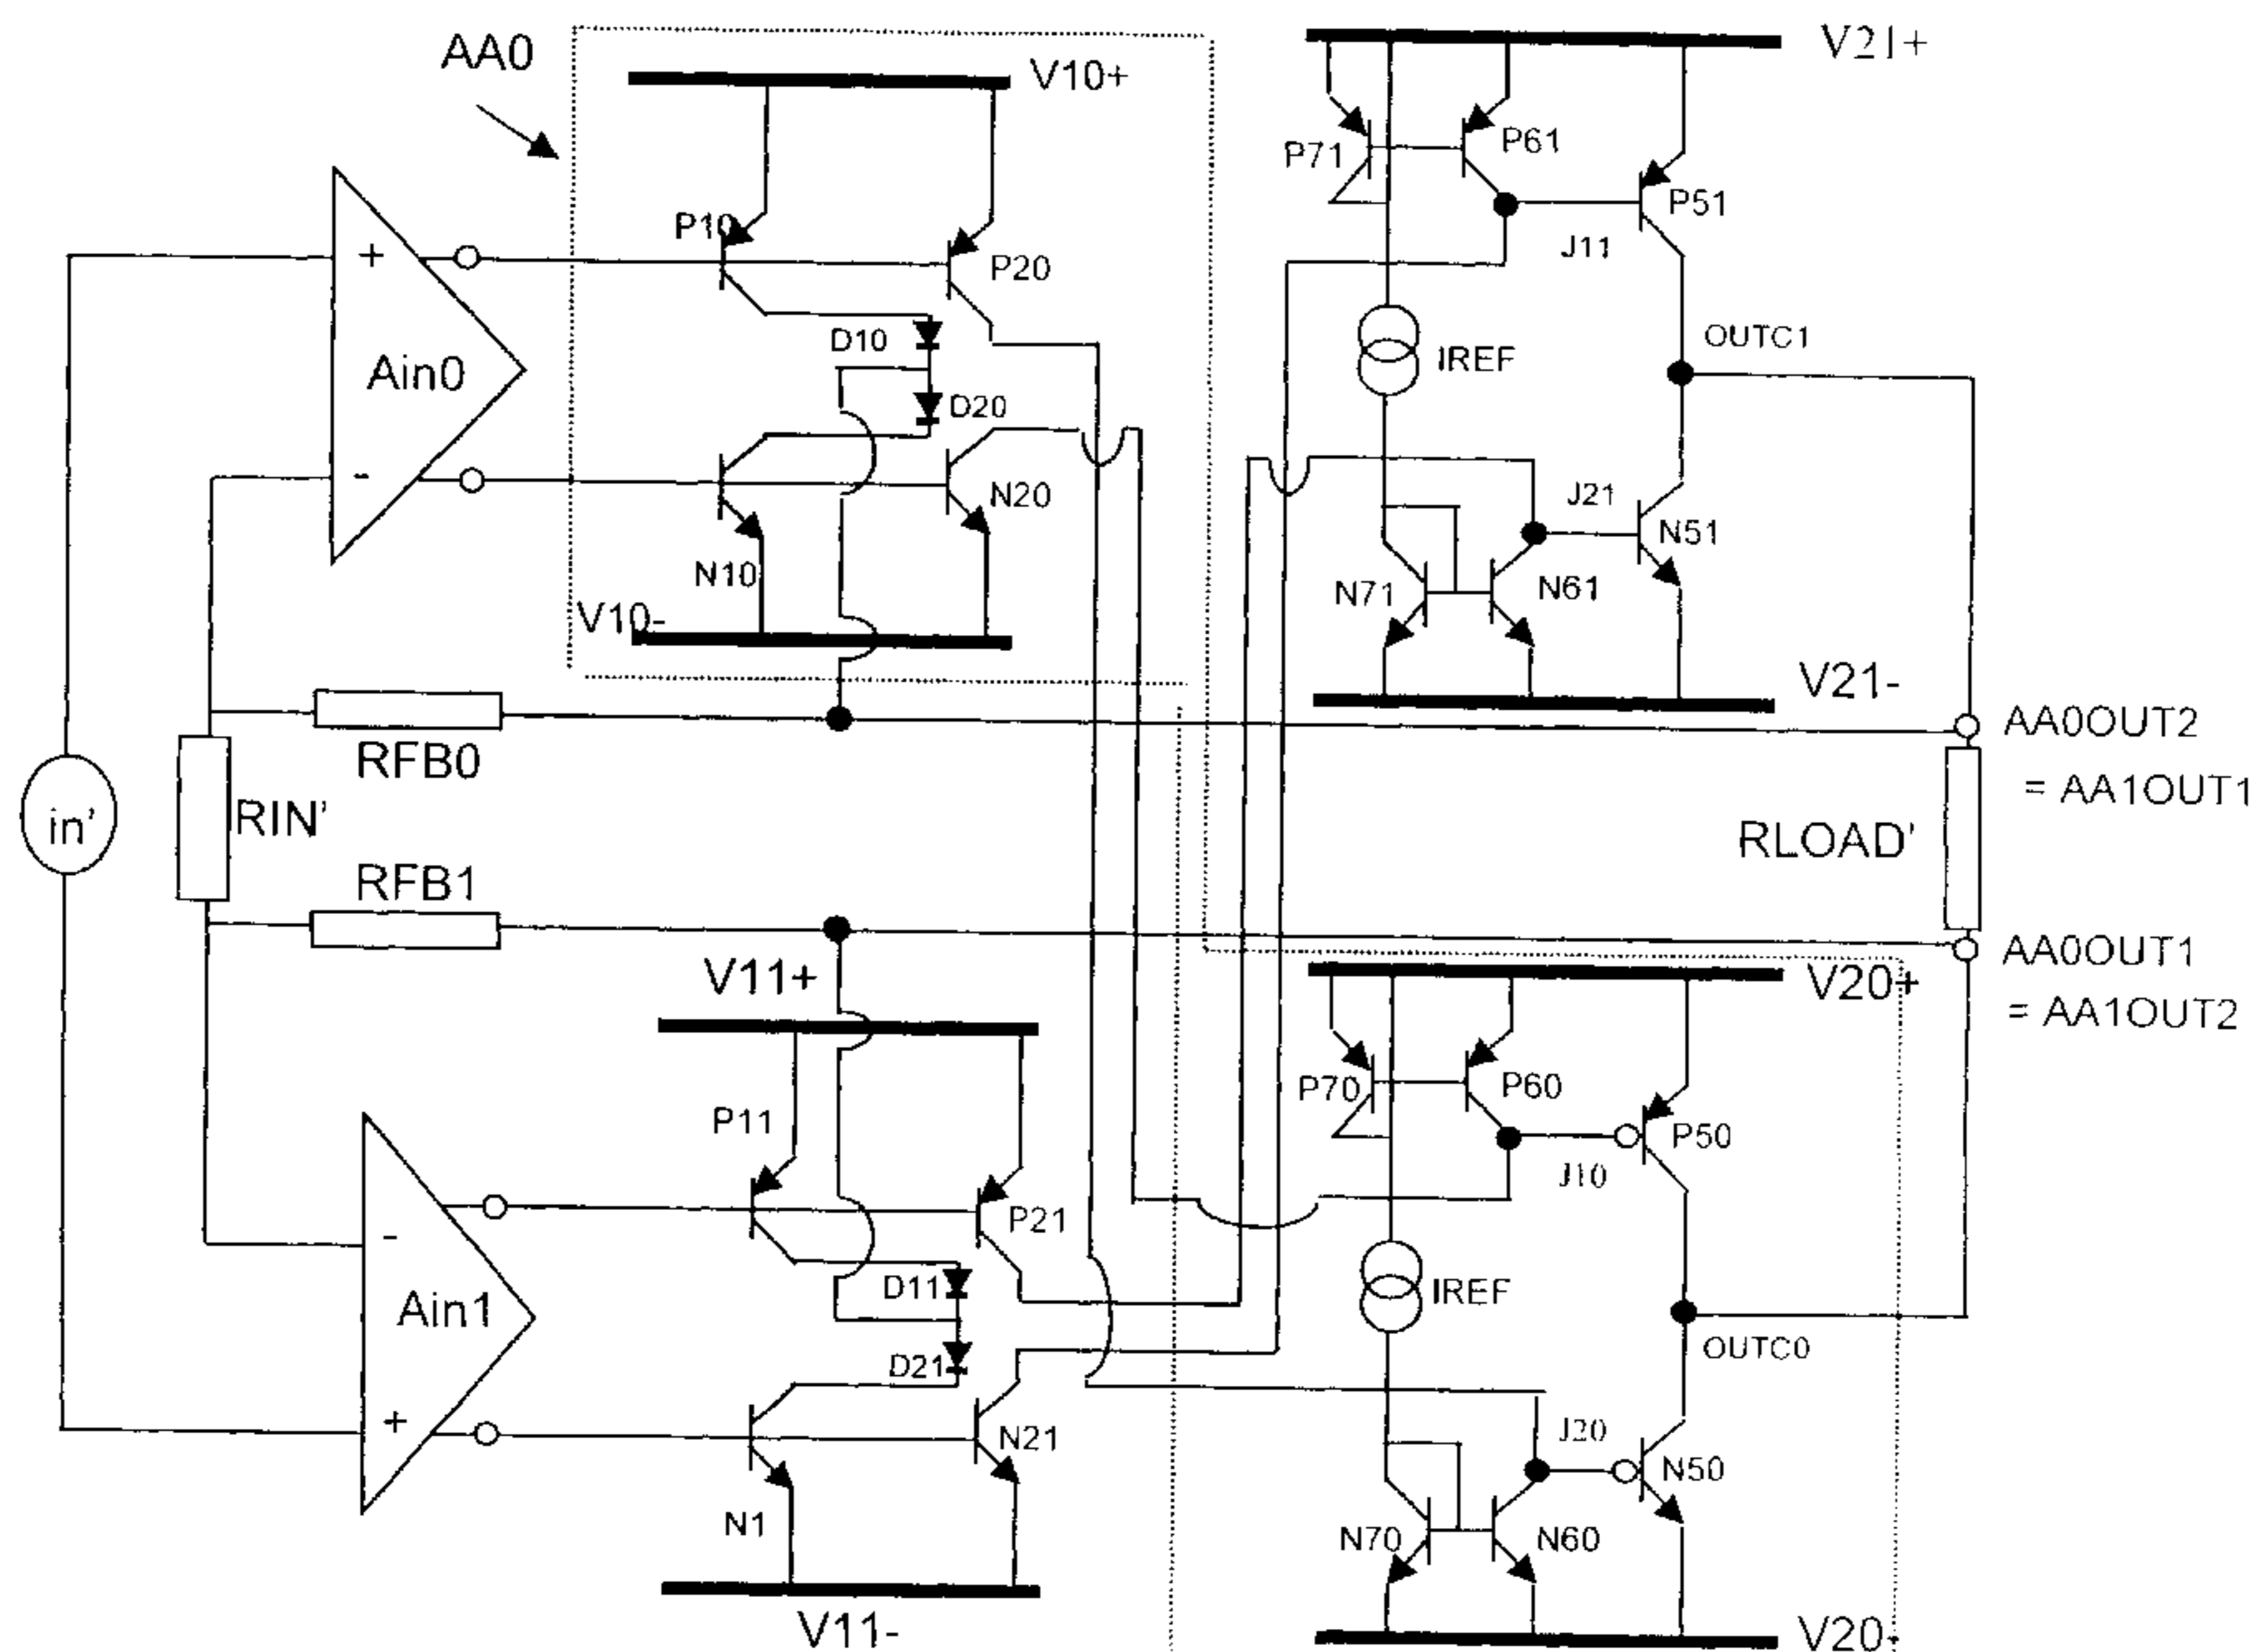 AA0
V10+
V21+
P71
P61
P51
P10
P20
J11
+
Ain0
-
D10
D20
IREF
OUTC1
N20
N10
V10-
J21
N51
N71
N61
V21-
RFB0
AA0OUT2
= AA1OUT1
in'
RIN'
RLOAD'
RFB1
AA0OUT1
= AA1OUT2
V11+
V20+
P70
P60
P50
J10
P11
P21
-
Ain1
+
D11
D21
IREF
OUTC0
N21
N1
J20
N50
N70
N60
V11-
V20-